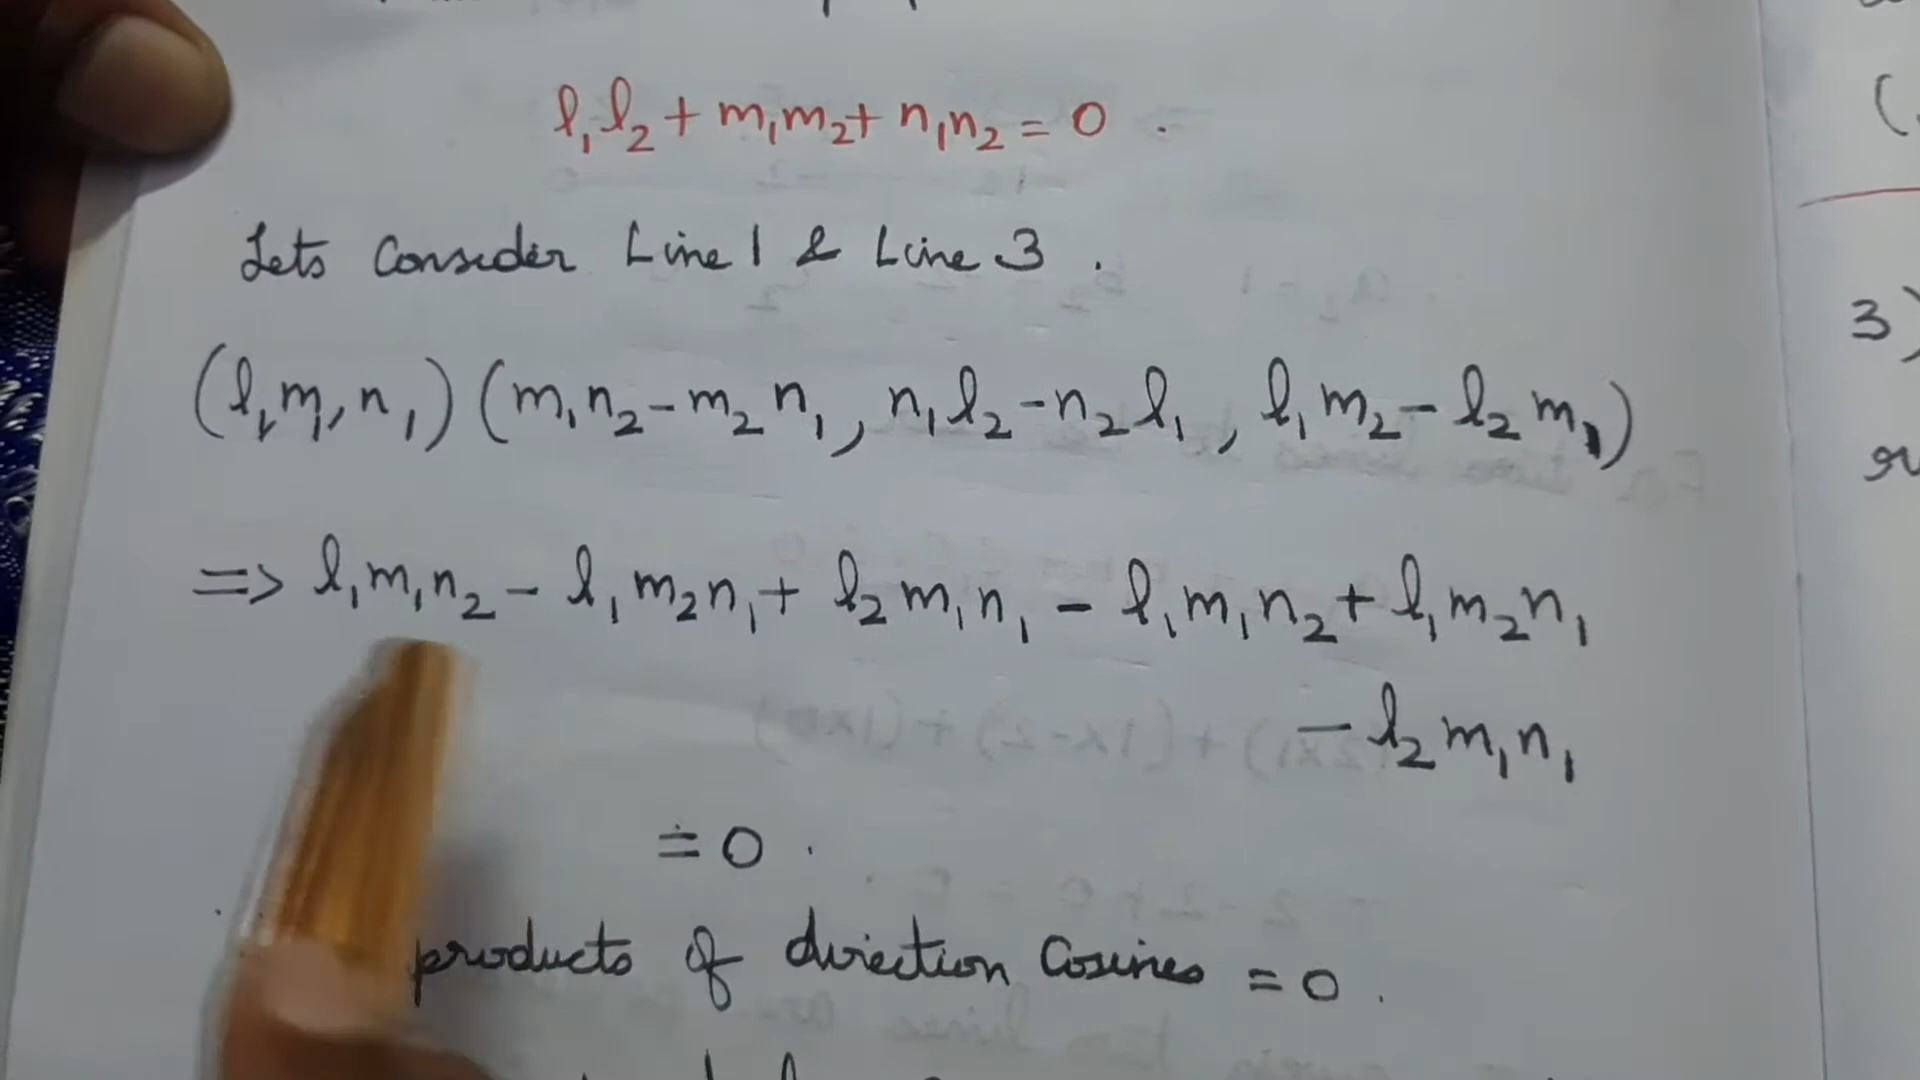 l₁l₂ + m₁m₂ + n₁n₂ = 0 .
Lets Consider Line 1 & Line 3 .
(l₁, m₁, n₁) (m₁n₂ - m₂n₁, n₁l₂ - n₂l₁, l₁m₂ - l₂m₁)
=> l₁m₁n₂ - l₁m₂n₁ + l₂m₁n₁ - l₁m₁n₂ + l₁m₂n₁
- l₂m₁n₁
= 0 .
products of direction Cosines = 0 .
3)